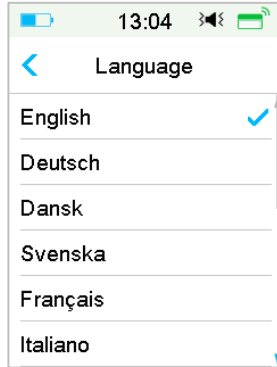 13:04
Language
English
Deutsch
Dansk
Svenska
Français
Italiano